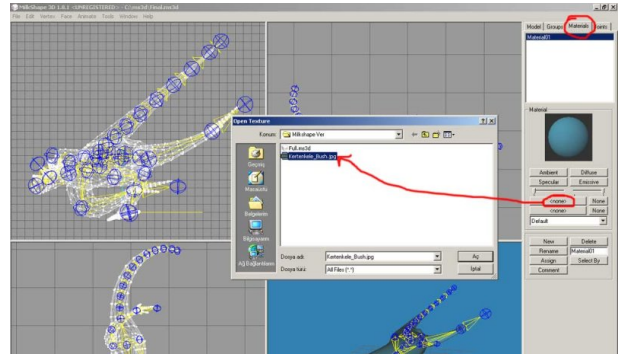 MilkShape 3D 1.8.2 <UNREGISTERED> - C:\ms3d\Final.ms3d
File Edit Vertex Face Animate Tools Window Help
Model Groups Materials Joints
Material01
Open Texture
Konum: Milkshape Ver
Full.ms3d
Kertenkele_Bush.jpg
Geçmiş
Masaüstü
Belgelerim
Bilgisayarım
Ağ Bağlantılarım
Dosya adı: Kertenkele_Bush.jpg Aç
Dosya türü: All Files (*.*) İptal
Material
Ambient Diffuse
Specular Emissive
<none> None
<none> None
Default
New Delete
Rename Material01
Assign Select By
Comment